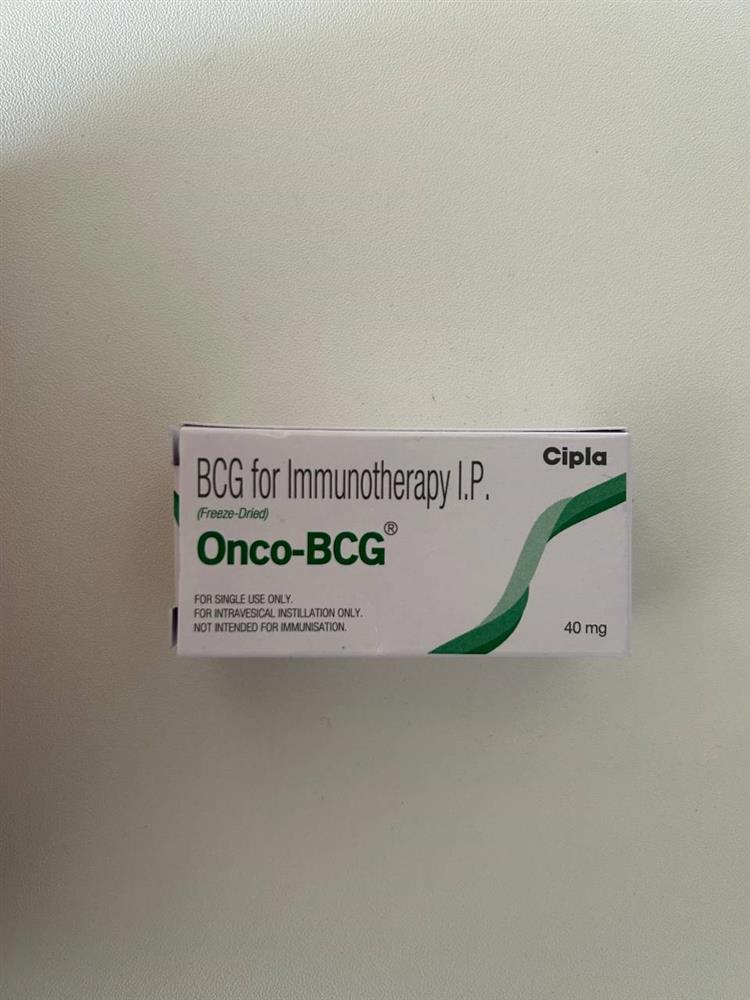 Cipla
BCG for Immunotherapy I.P.
(Freeze-Dried)
Onco-BCG®
FOR SINGLE USE ONLY.
FOR INTRAVESICAL INSTILLATION ONLY.
NOT INTENDED FOR IMMUNISATION.
40 mg